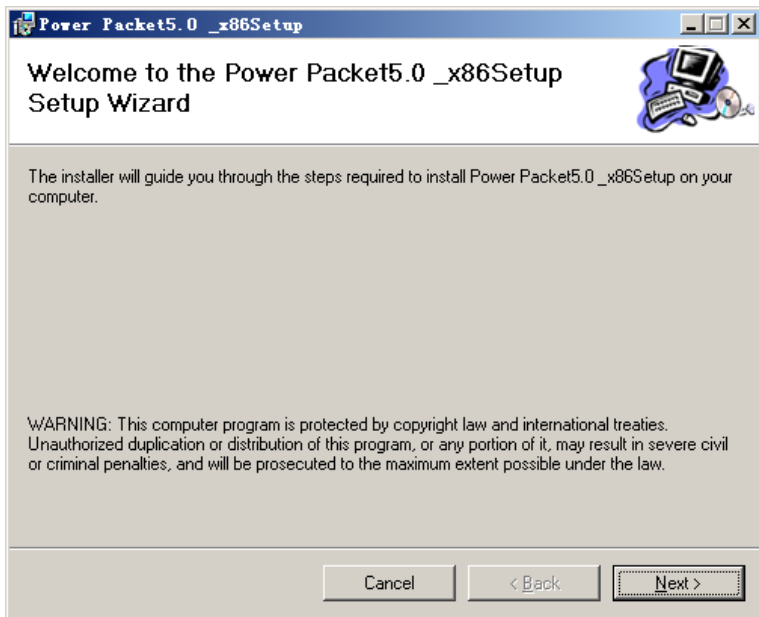 Power Packet5.0 _x86Setup
Welcome to the Power Packet5.0 _x86Setup
Setup Wizard
The installer will guide you through the steps required to install Power Packet5.0 _x86Setup on your
computer.
WARNING: This computer program is protected by copyright law and international treaties.
Unauthorized duplication or distribution of this program, or any portion of it, may result in severe civil
or criminal penalties, and will be prosecuted to the maximum extent possible under the law.
Cancel < Back Next >